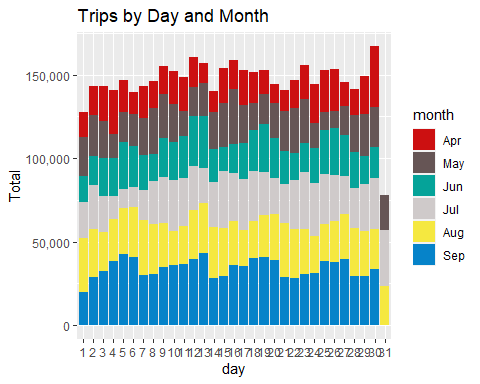 Trips by Day and Month
Total
150,000
100,000
50,000
0
1 2 3 4 5 6 7 8 9 10 11 12 13 14 15 16 17 18 19 20 21 22 23 24 25 26 27 28 29 30 31
day
month
Apr
May
Jun
Jul
Aug
Sep